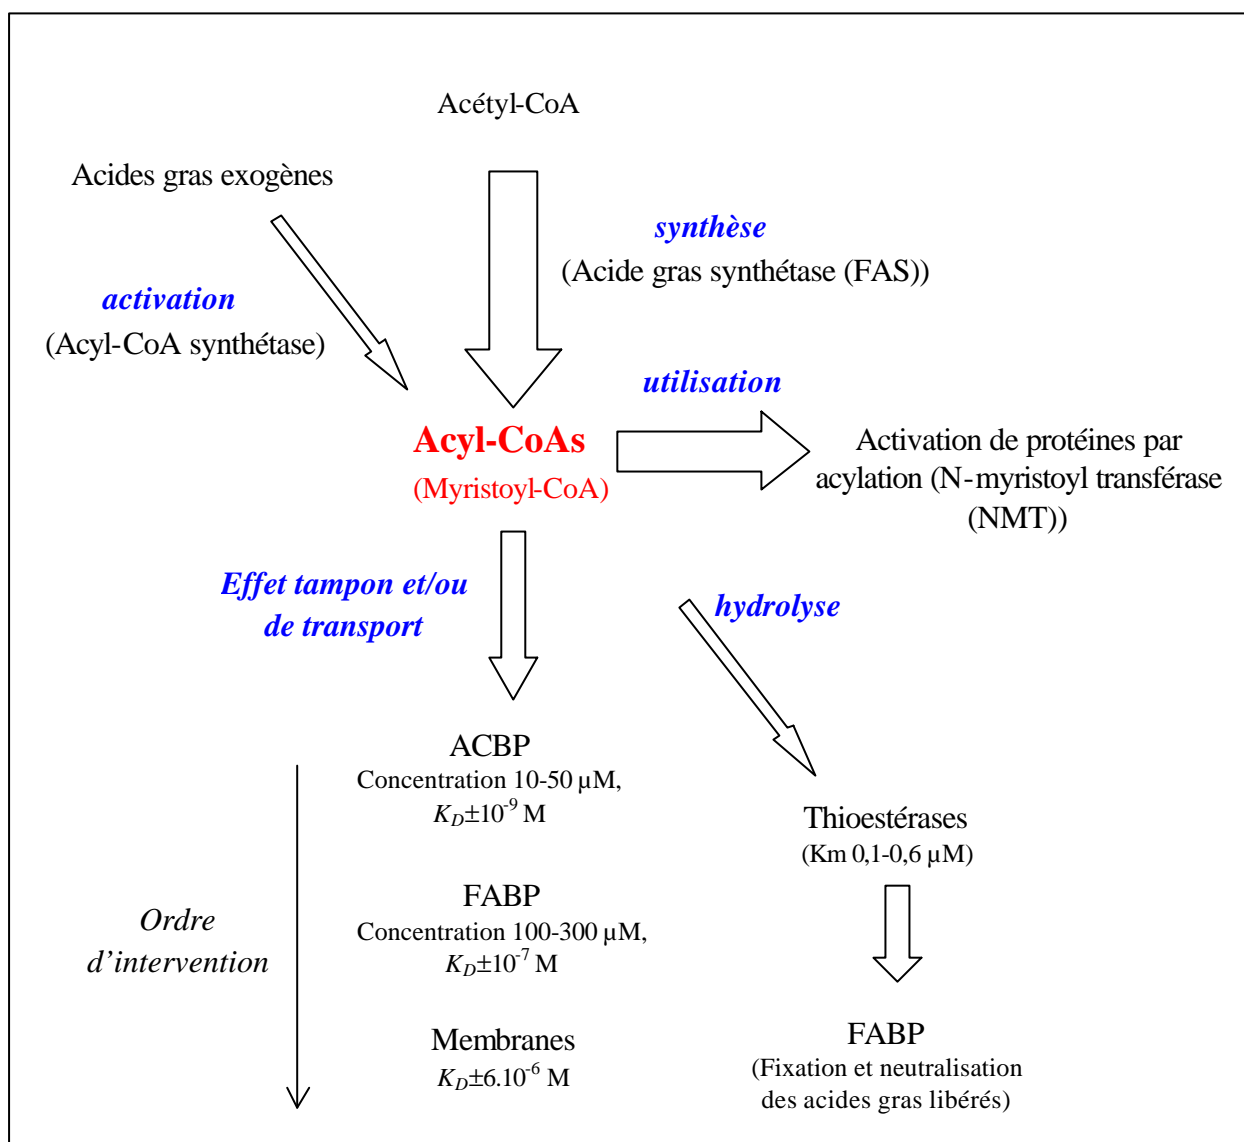 Acétyl-CoA
Acides gras exogènes
synthèse
(Acide gras synthétase (FAS))
activation
(Acyl-CoA synthétase)
utilisation
Acyl-CoAs
(Myristoyl-CoA)
Activation de protéines par
acylation (N-myristoyl transférase
(NMT))
Effet tampon et/ou
de transport
hydrolyse
ACBP
Concentration 10-50 µM,
K_D±10⁻⁹ M
Thioestérases
(Km 0,1-0,6 µM)
FABP
Concentration 100-300 µM,
K_D±10⁻⁷ M
Ordre
d’intervention
Membranes
K_D±6.10⁻⁶ M
FABP
(Fixation et neutralisation
des acides gras libérés)